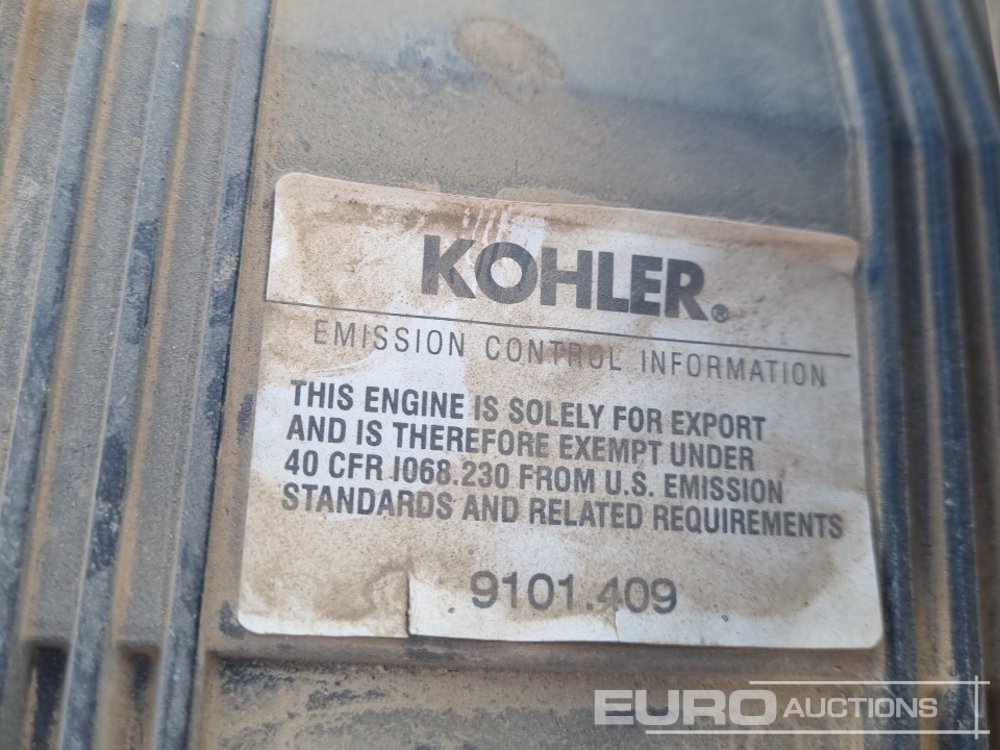 KOHLER®
EMISSION CONTROL INFORMATION
THIS ENGINE IS SOLELY FOR EXPORT
AND IS THEREFORE EXEMPT UNDER
40 CFR I068.230 FROM U.S. EMISSION
STANDARDS AND RELATED REQUIREMENTS
9101.409
EURO AUCTIONS